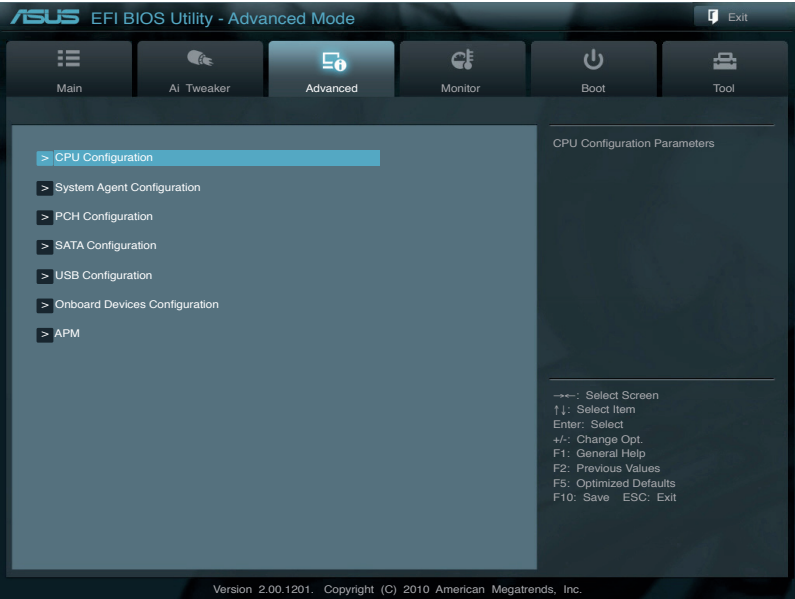 ASUS EFI BIOS Utility - Advanced Mode
Exit
Main Ai Tweaker Advanced Monitor Boot Tool
> CPU Configuration
> System Agent Configuration
> PCH Configuration
> SATA Configuration
> USB Configuration
> Onboard Devices Configuration
> APM
CPU Configuration Parameters
→←: Select Screen
↑↓: Select Item
Enter: Select
+/-: Change Opt.
F1: General Help
F2: Previous Values
F5: Optimized Defaults
F10: Save ESC: Exit
Version 2.00.1201. Copyright (C) 2010 American Megatrends, Inc.